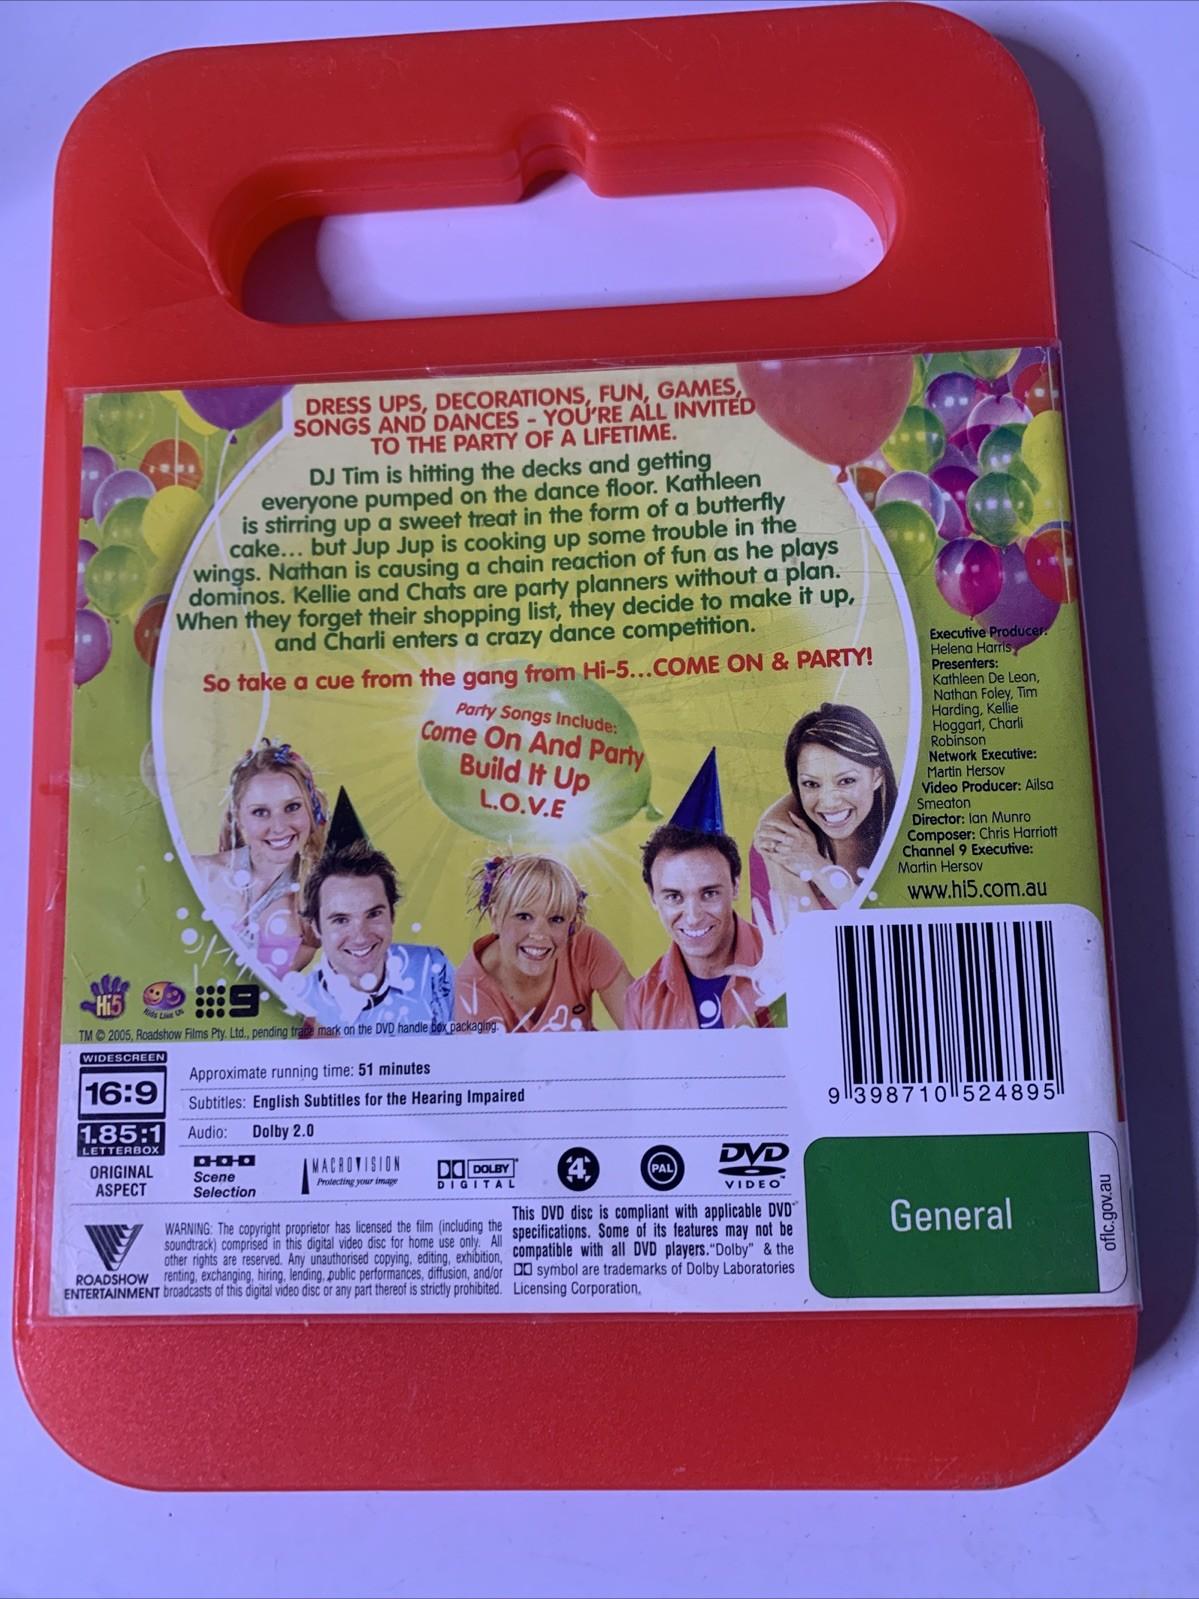 DRESS UPS, DECORATIONS, FUN, GAMES,
SONGS AND DANCES - YOU'RE ALL INVITED
TO THE PARTY OF A LIFETIME.
DJ Tim is hitting the decks and getting
everyone pumped on the dance floor. Kathleen
is stirring up a sweet treat in the form of a butterfly
cake... but Jup Jup is cooking up some trouble in the
wings. Nathan is causing a chain reaction of fun as he plays
dominos. Kellie and Chats are party planners without a plan.
When they forget their shopping list, they decide to make it up,
and Charli enters a crazy dance competition.
So take a cue from the gang from Hi-5...COME ON & PARTY!
Party Songs Include:
Come On And Party
Build It Up
L.O.V.E
Executive Producer:
Helena Harris
Presenters:
Kathleen De Leon,
Nathan Foley, Tim
Harding, Kellie
Hoggart, Charli
Robinson
Network Executive:
Martin Hersov
Video Producer: Ailsa
Smeaton
Director: Ian Munro
Composer: Chris Harriott
Channel 9 Executive:
Martin Hersov
www.hi5.com.au
Hi5
Kids Like Us
9
TM © 2005, Roadshow Films Pty. Ltd., pending trade mark on the DVD handle box packaging.
9 398710 524895
WIDESCREEN
16:9
1.85:1
LETTERBOX
ORIGINAL
ASPECT
Approximate running time: 51 minutes
Subtitles: English Subtitles for the Hearing Impaired
Audio: Dolby 2.0
Scene
Selection
MACROVISION
Protecting your image
DOLBY
DIGITAL
4
PAL
DVD
VIDEO™
General
oflc.gov.au
ROADSHOW
ENTERTAINMENT
WARNING: The copyright proprietor has licensed the film (including the
soundtrack) comprised in this digital video disc for home use only. All
other rights are reserved. Any unauthorised copying, editing, exhibition,
renting, exchanging, hiring, lending, public performances, diffusion, and/or
broadcasts of this digital video disc or any part thereof is strictly prohibited.
This DVD disc is compliant with applicable DVD
specifications. Some of its features may not be
compatible with all DVD players."Dolby" & the
symbol are trademarks of Dolby Laboratories
Licensing Corporation.